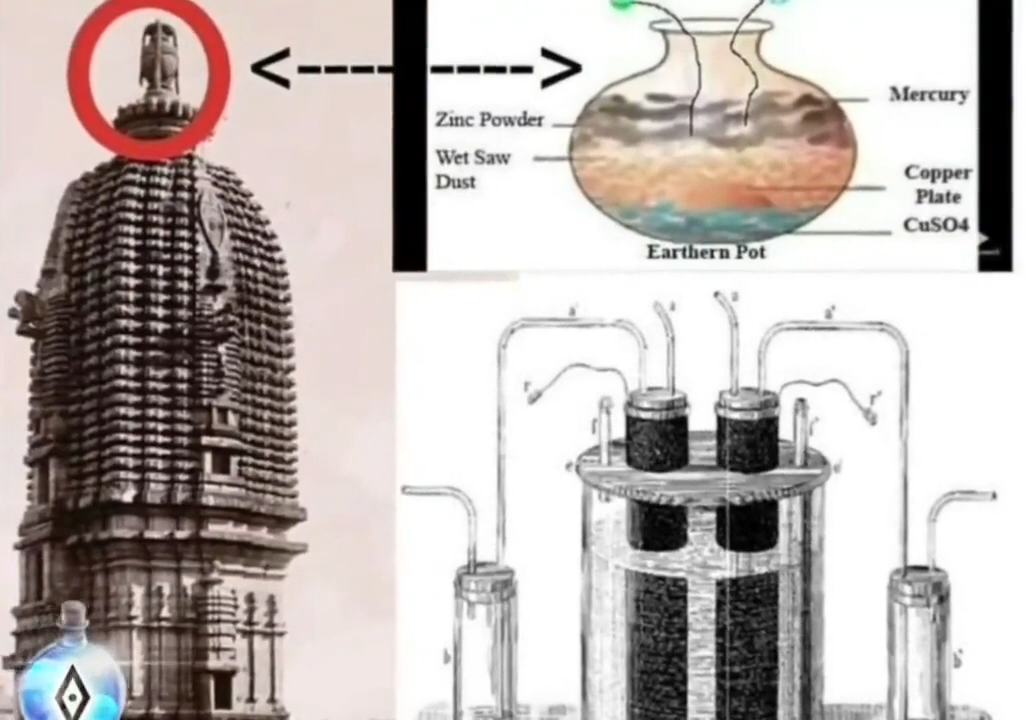 Mercury
Zinc Powder
Wet Saw
Dust
Copper
Plate
CuSO4
Earthern Pot
a'
a
a
a'
r
r'
f
f'
e
e'
b
b'